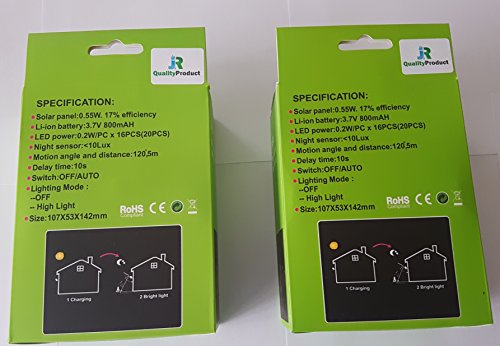 JR
QualityProduct
SPECIFICATION:
Solar panel:0.55W. 17% efficiency
Li-ion battery:3.7V 800mAH
LED power:0.2W/PC x 16PCS(20PCS)
Night sensor:<10Lux
Motion angle and distance:120,5m
Delay time:10s
Switch:OFF/AUTO
Lighting Mode :
--OFF
-- High Light
Size:107X53X142mm
RoHS
Compliant
CE
1 Charging
2 Bright light
JR
QualityProduct
SPECIFICATION:
Solar panel:0.55W. 17% efficiency
Li-ion battery:3.7V 800mAH
LED power:0.2W/PC x 16PCS(20PCS)
Night sensor:<10Lux
Motion angle and distance:120,5m
Delay time:10s
Switch:OFF/AUTO
Lighting Mode :
--OFF
-- High Light
Size:107X53X142mm
RoHS
Compliant
CE
1 Charging
2 Bright light